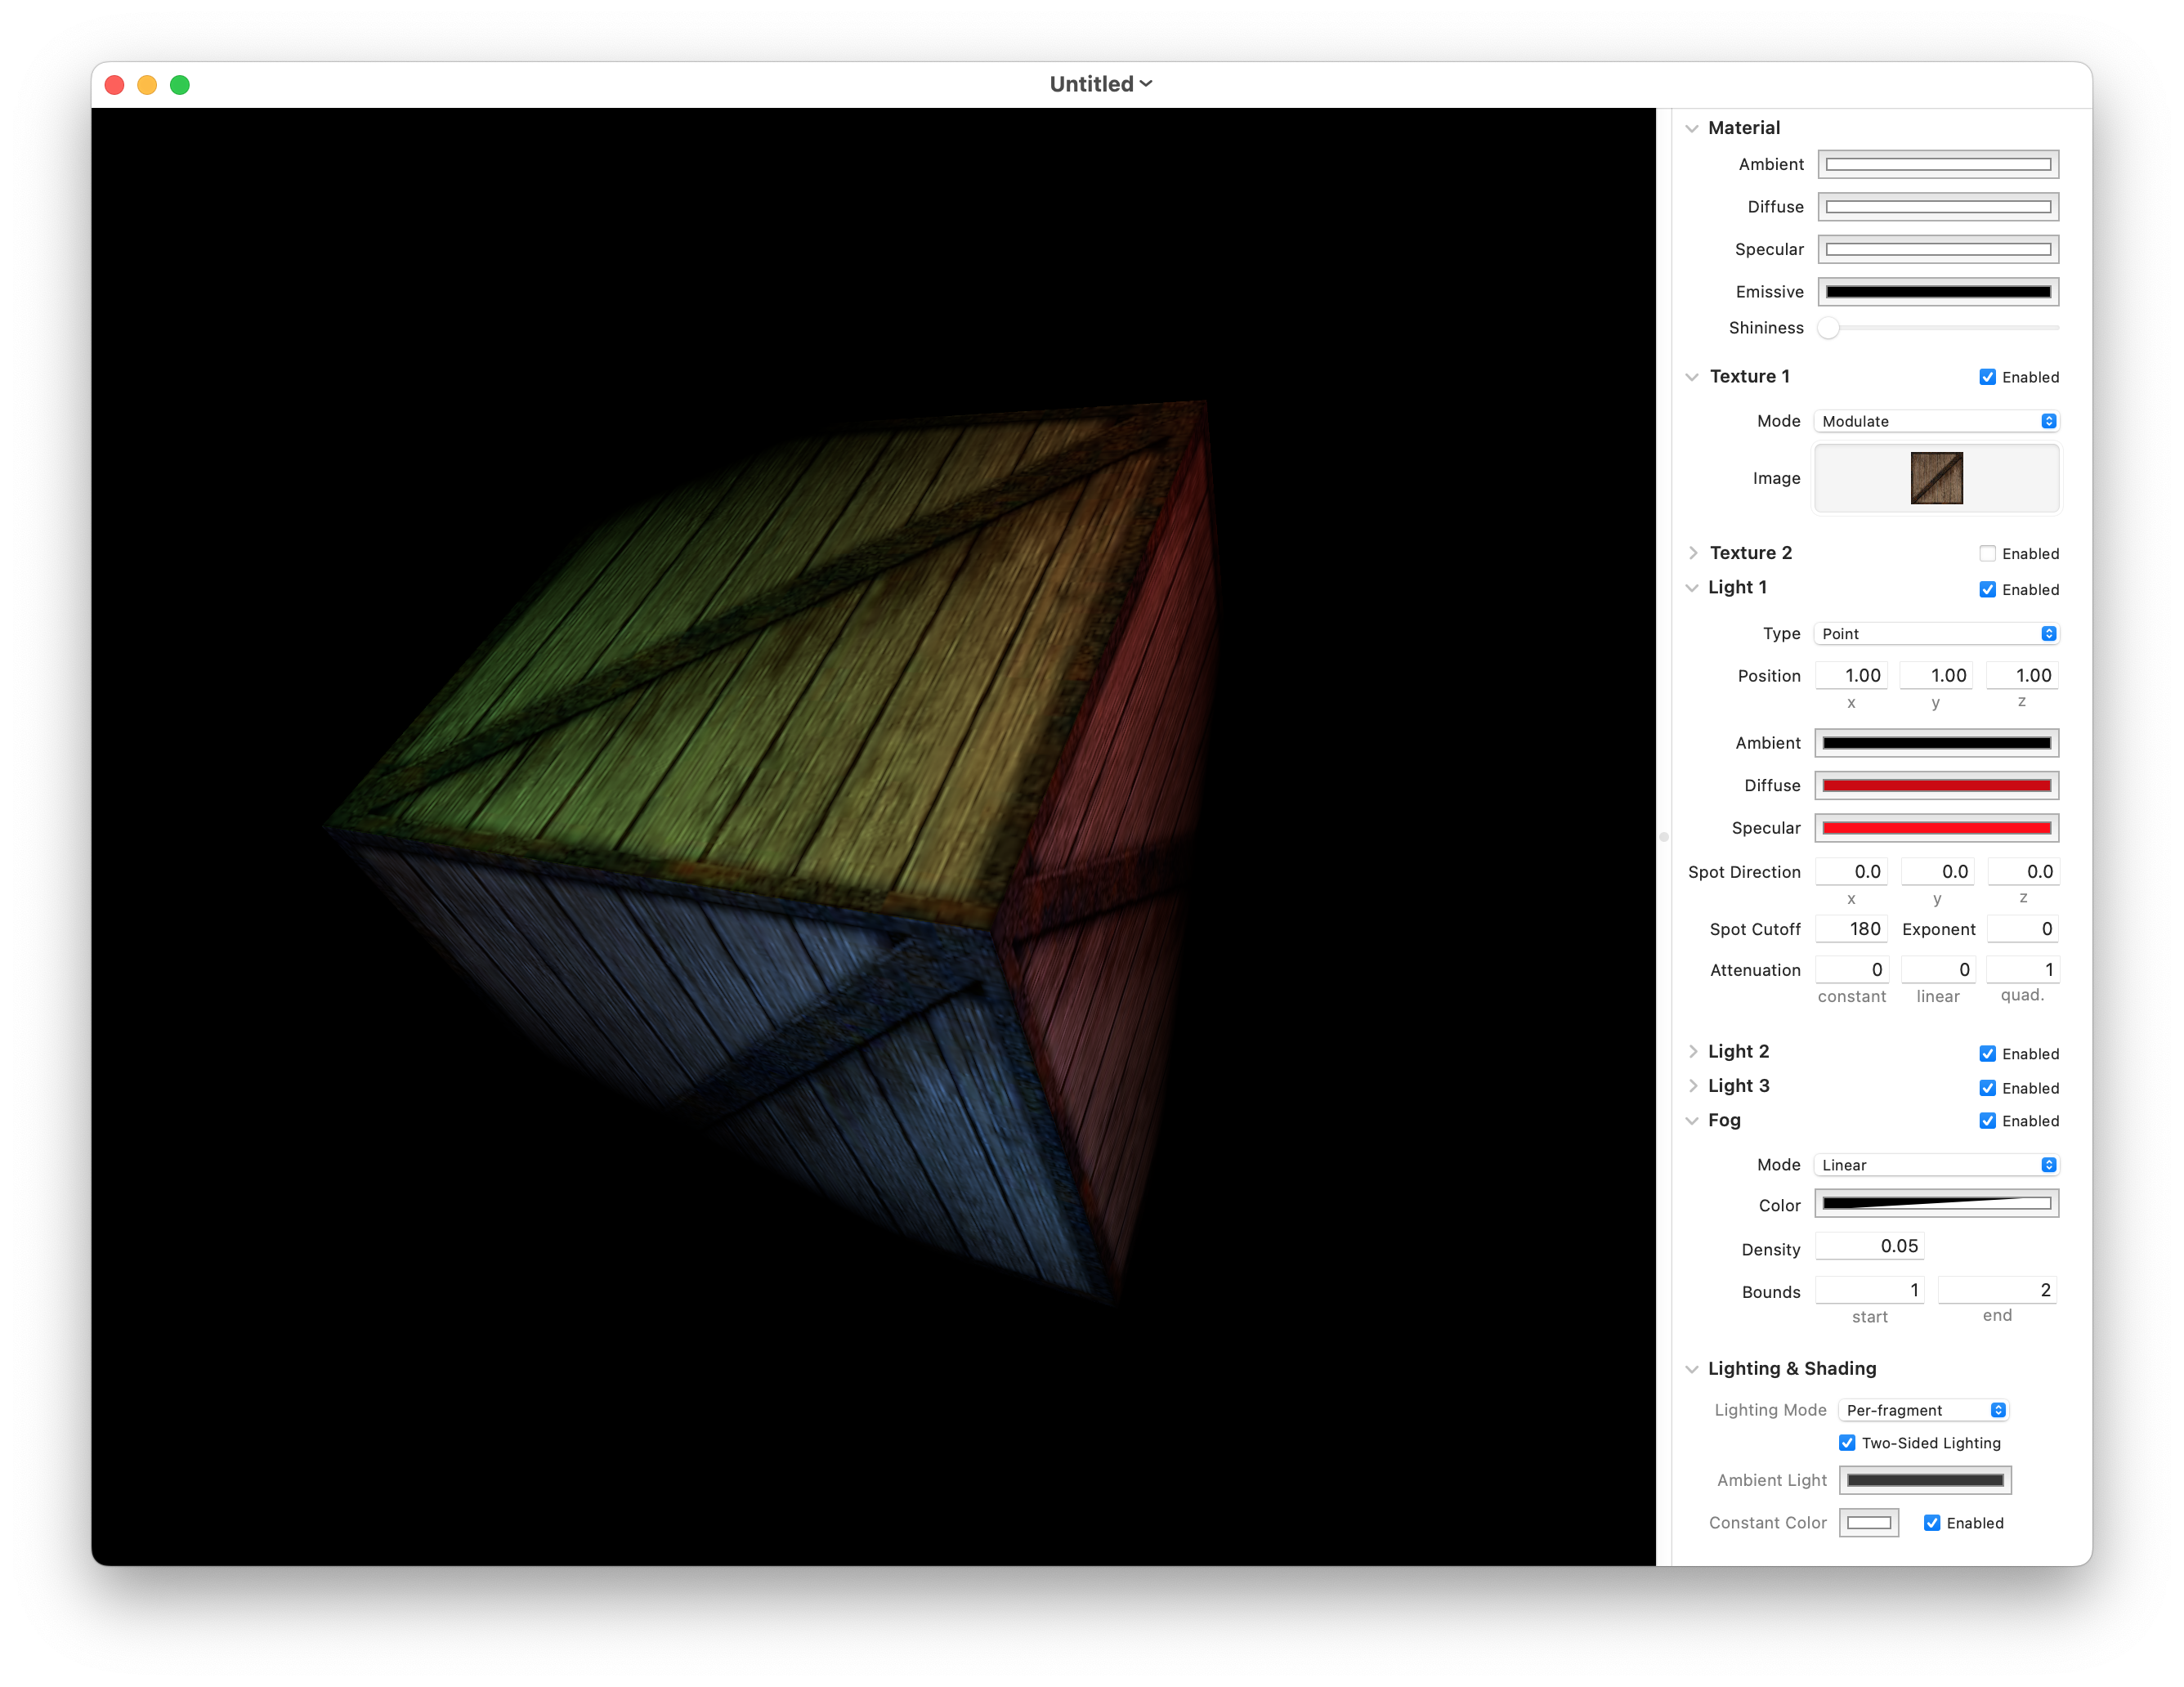 Untitled
Material
Ambient
Diffuse
Specular
Emissive
Shininess
Texture 1 Enabled
Mode Modulate
Image
Texture 2 Enabled
Light 1 Enabled
Type Point
Position 1.00 1.00 1.00
x y z
Ambient
Diffuse
Specular
Spot Direction 0.0 0.0 0.0
x y z
Spot Cutoff 180 Exponent 0
Attenuation 0 0 1
constant linear quad.
Light 2 Enabled
Light 3 Enabled
Fog Enabled
Mode Linear
Color
Density 0.05
Bounds 1 2
start end
Lighting & Shading
Lighting Mode Per-fragment
Two-Sided Lighting
Ambient Light
Constant Color Enabled